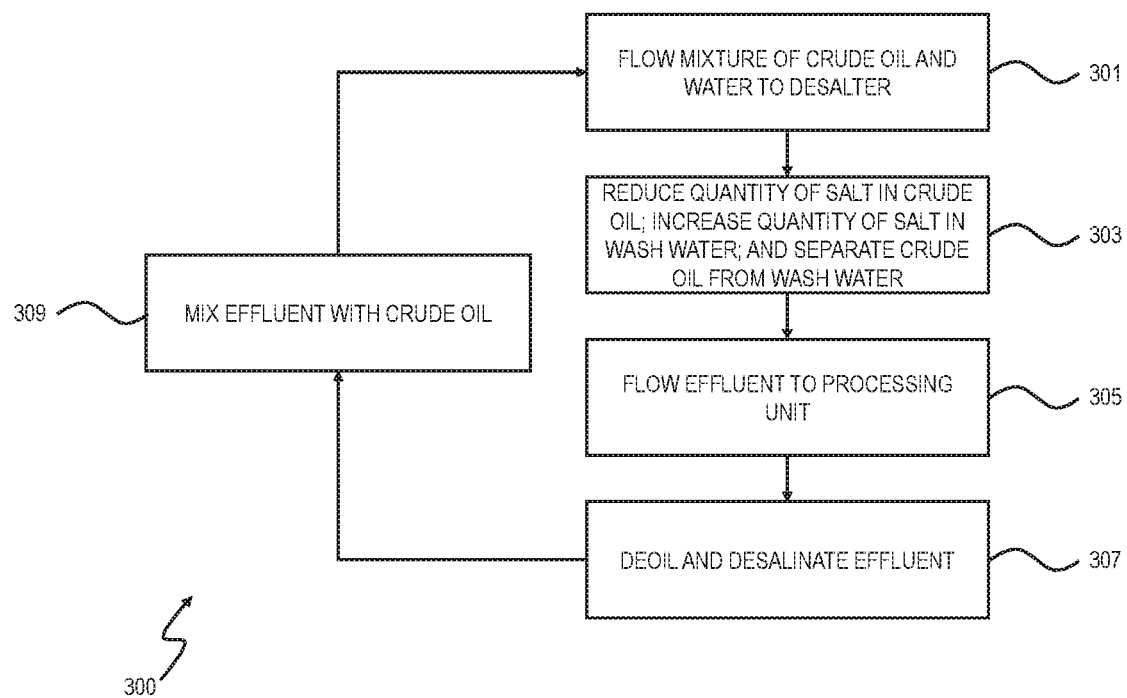 FLOW MIXTURE OF CRUDE OIL AND
WATER TO DESALTER
301
REDUCE QUANTITY OF SALT IN CRUDE
OIL; INCREASE QUANTITY OF SALT IN
WASH WATER; AND SEPARATE CRUDE
OIL FROM WASH WATER
303
309
MIX EFFLUENT WITH CRUDE OIL
FLOW EFFLUENT TO PROCESSING
UNIT
305
DEOIL AND DESALINATE EFFLUENT
307
300